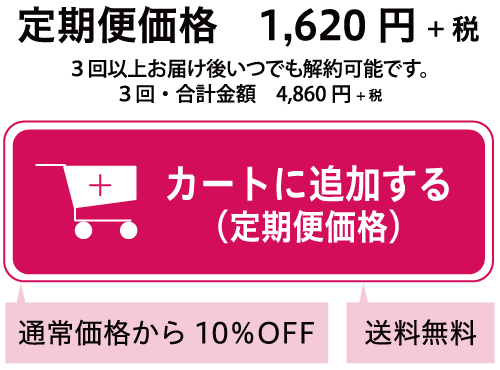 定期便価格　1,620 円 + 税
３回以上お届け後いつでも解約可能です。
３回・合計金額　4,860 円 + 税
カートに追加する
（定期便価格）
通常価格から 10%OFF
送料無料